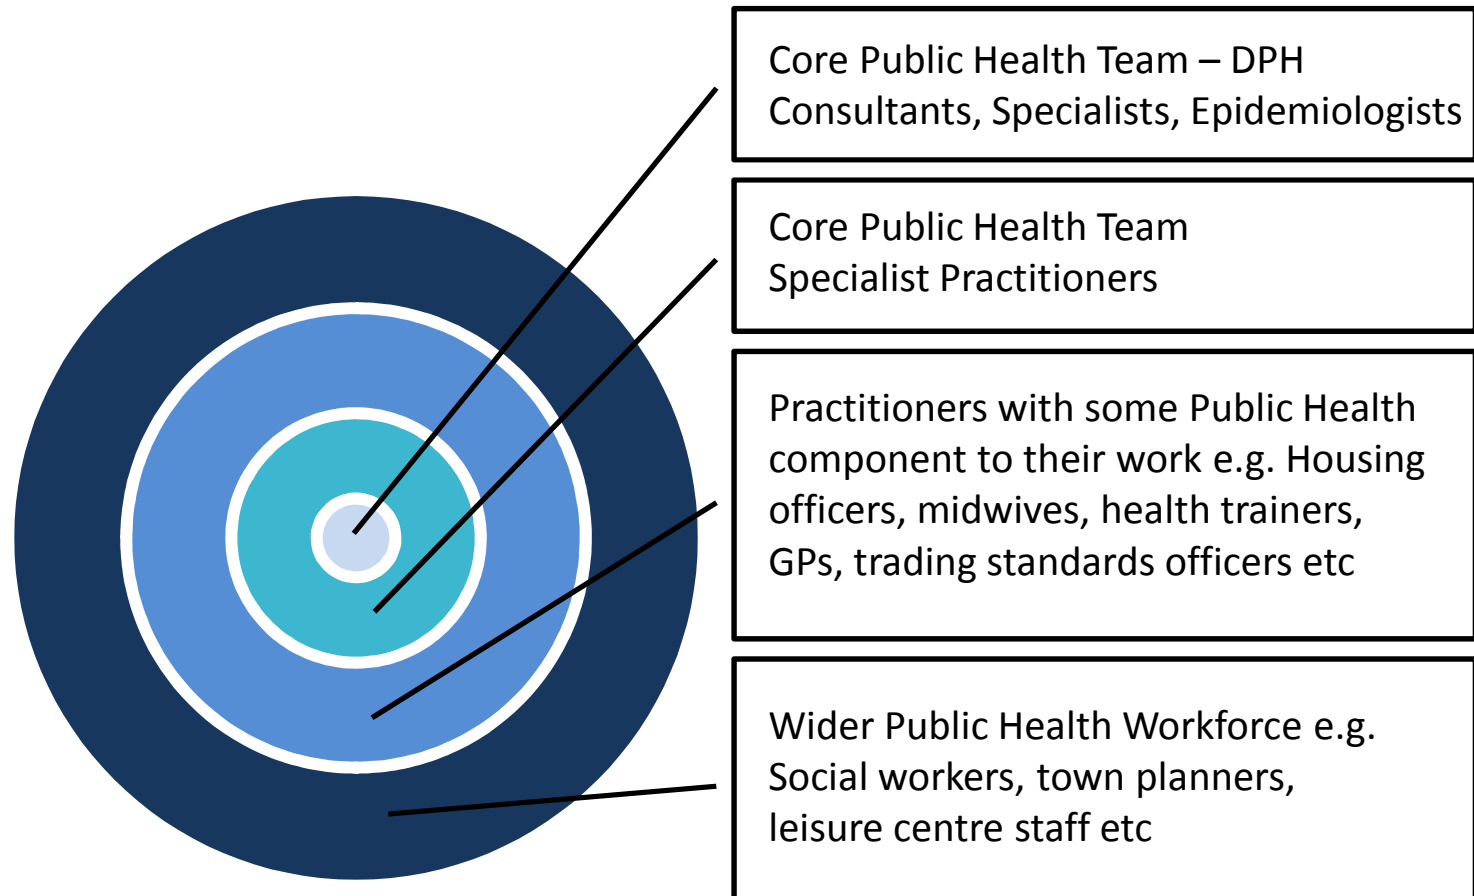 Core Public Health Team – DPH
Consultants, Specialists, Epidemiologists
Core Public Health Team
Specialist Practitioners
Practitioners with some Public Health
component to their work e.g. Housing
officers, midwives, health trainers,
GPs, trading standards officers etc
Wider Public Health Workforce e.g.
Social workers, town planners,
leisure centre staff etc